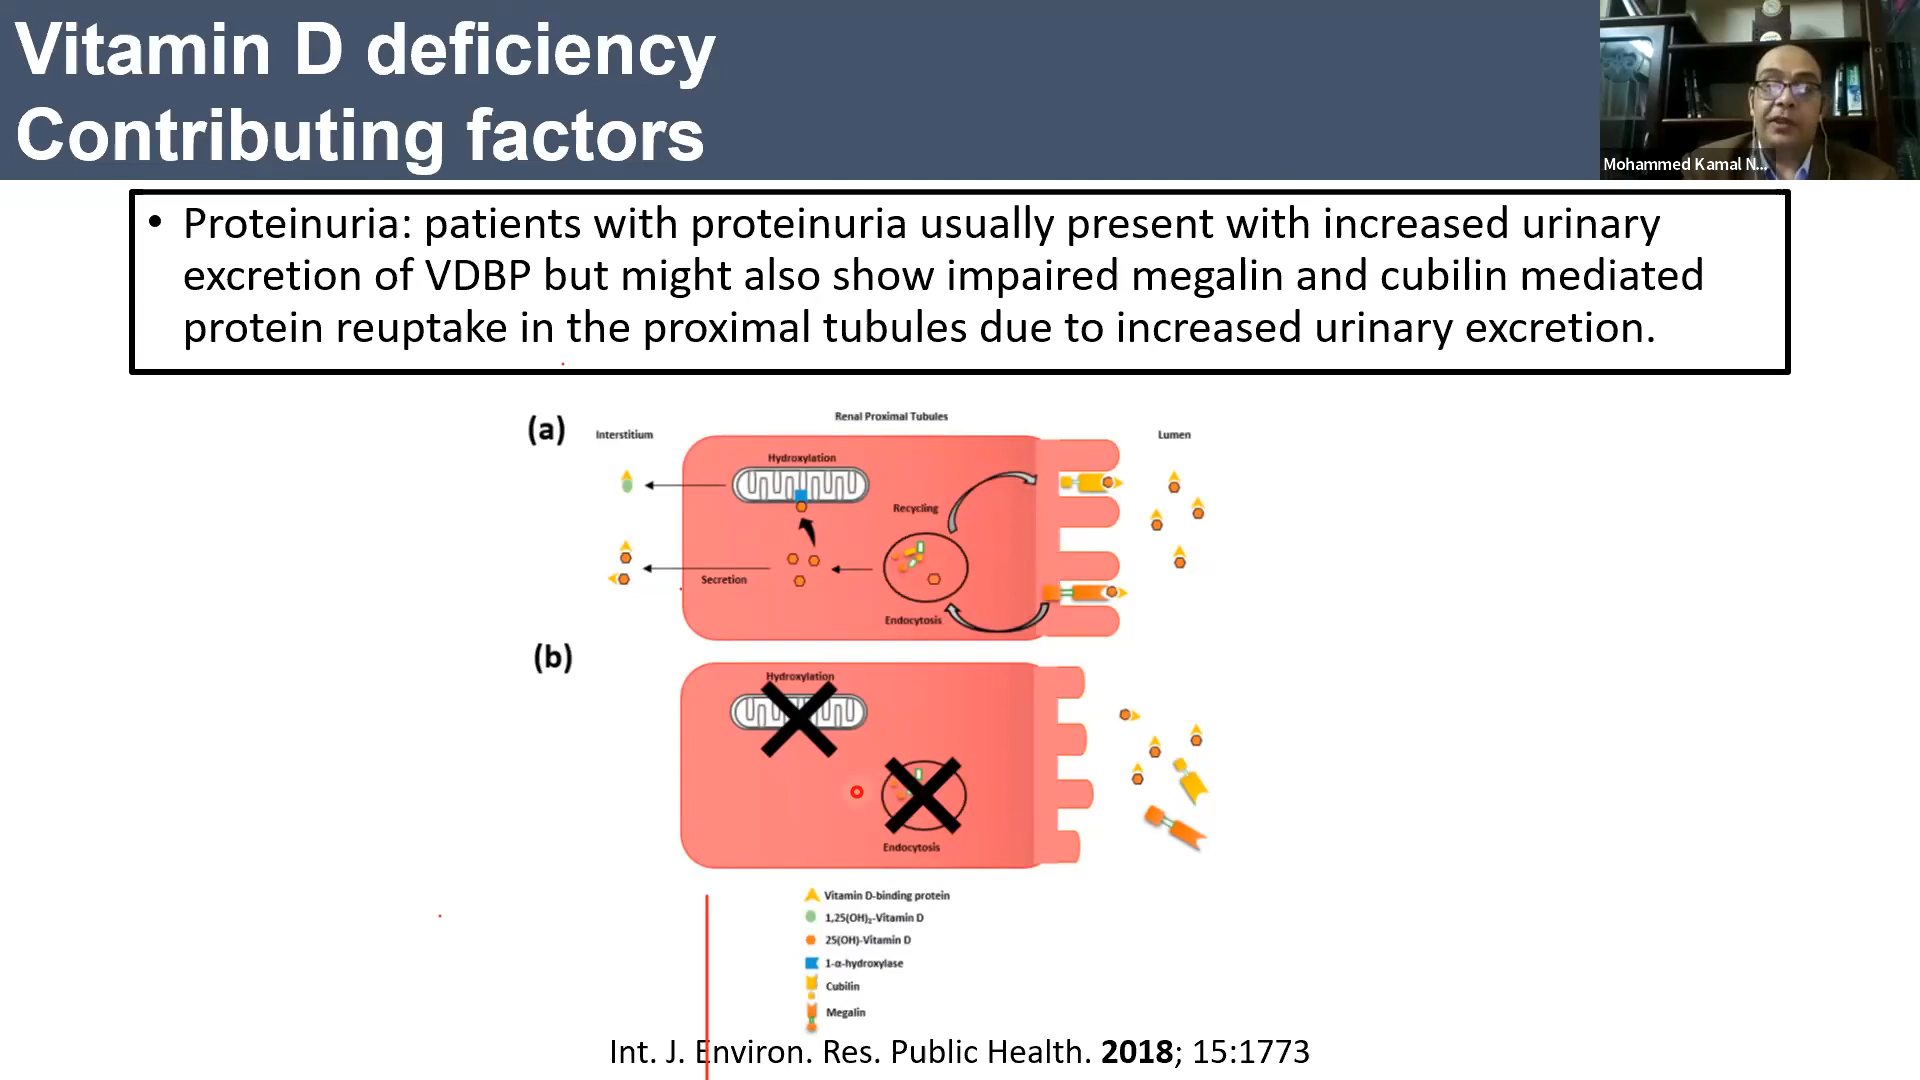 Vitamin D deficiency
Contributing factors
Mohammed Kamal N...
• Proteinuria: patients with proteinuria usually present with increased urinary
excretion of VDBP but might also show impaired megalin and cubilin mediated
protein reuptake in the proximal tubules due to increased urinary excretion.
(a)
Renal Proximal Tubules
Interstitium
Lumen
Hydroxylation
Recycling
Secretion
Endocytosis
(b)
Hydroxylation
Endocytosis
Vitamin D-binding protein
1,25(OH)₂-Vitamin D
25(OH)-Vitamin D
1-α-hydroxylase
Cubilin
Megalin
Int. J. Environ. Res. Public Health. 2018; 15:1773